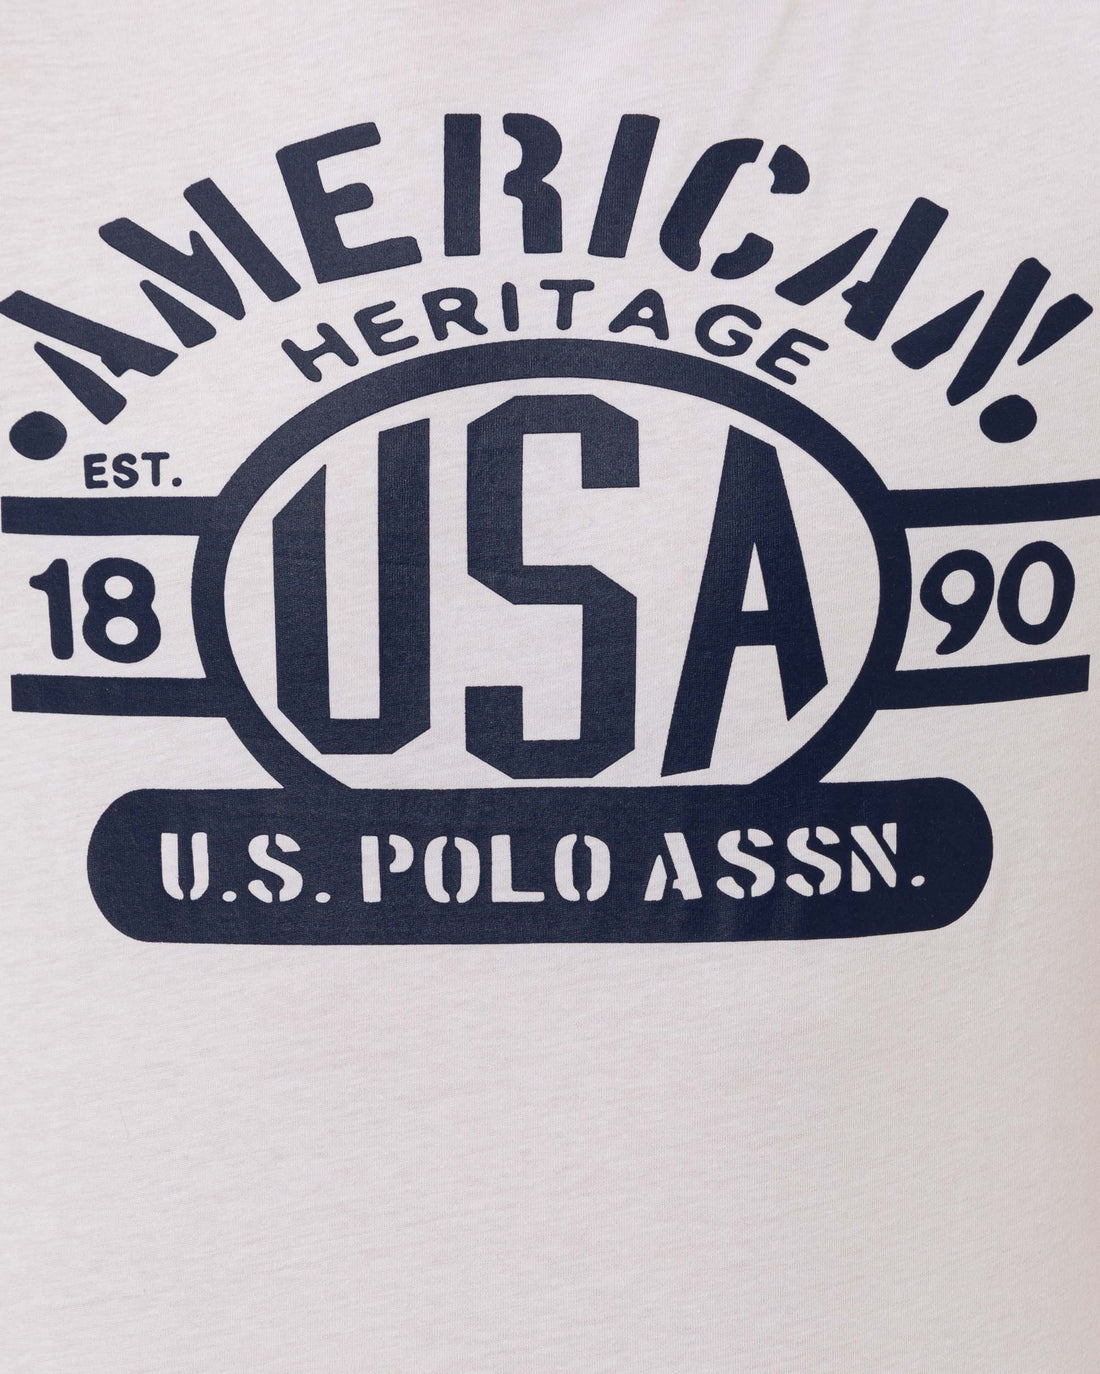 ·AMERICAN·
HERITAGE
EST.
USA
18 90
U.S. POLO ASSN.